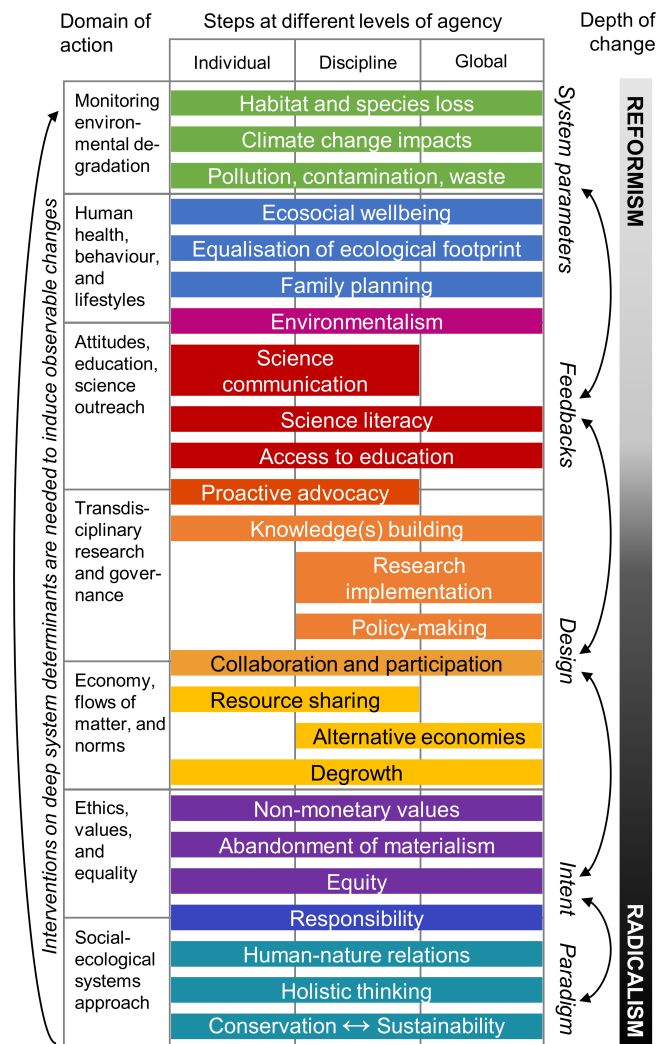 Domain of
action
Steps at different levels of agency
Depth of
change
Individual
Discipline
Global
Interventions on deep system determinants are needed to induce observable changes
Monitoring
environ-
mental de-
gradation
Habitat and species loss
Climate change impacts
Pollution, contamination, waste
Human
health,
behaviour,
and
lifestyles
Ecosocial wellbeing
Equalisation of ecological footprint
Family planning
Environmentalism
Attitudes,
education,
science
outreach
Science
communication
Science literacy
Access to education
Proactive advocacy
Transdis-
ciplinary
research
and gover-
nance
Knowledge(s) building
Research
implementation
Policy-making
Collaboration and participation
Economy,
flows of
matter, and
norms
Resource sharing
Alternative economies
Degrowth
Ethics,
values,
and
equality
Non-monetary values
Abandonment of materialism
Equity
Responsibility
Social-
ecological
systems
approach
Human-nature relations
Holistic thinking
Conservation ↔ Sustainability
System parameters
Feedbacks
Design
Intent
Paradigm
REFORMISM
RADICALISM